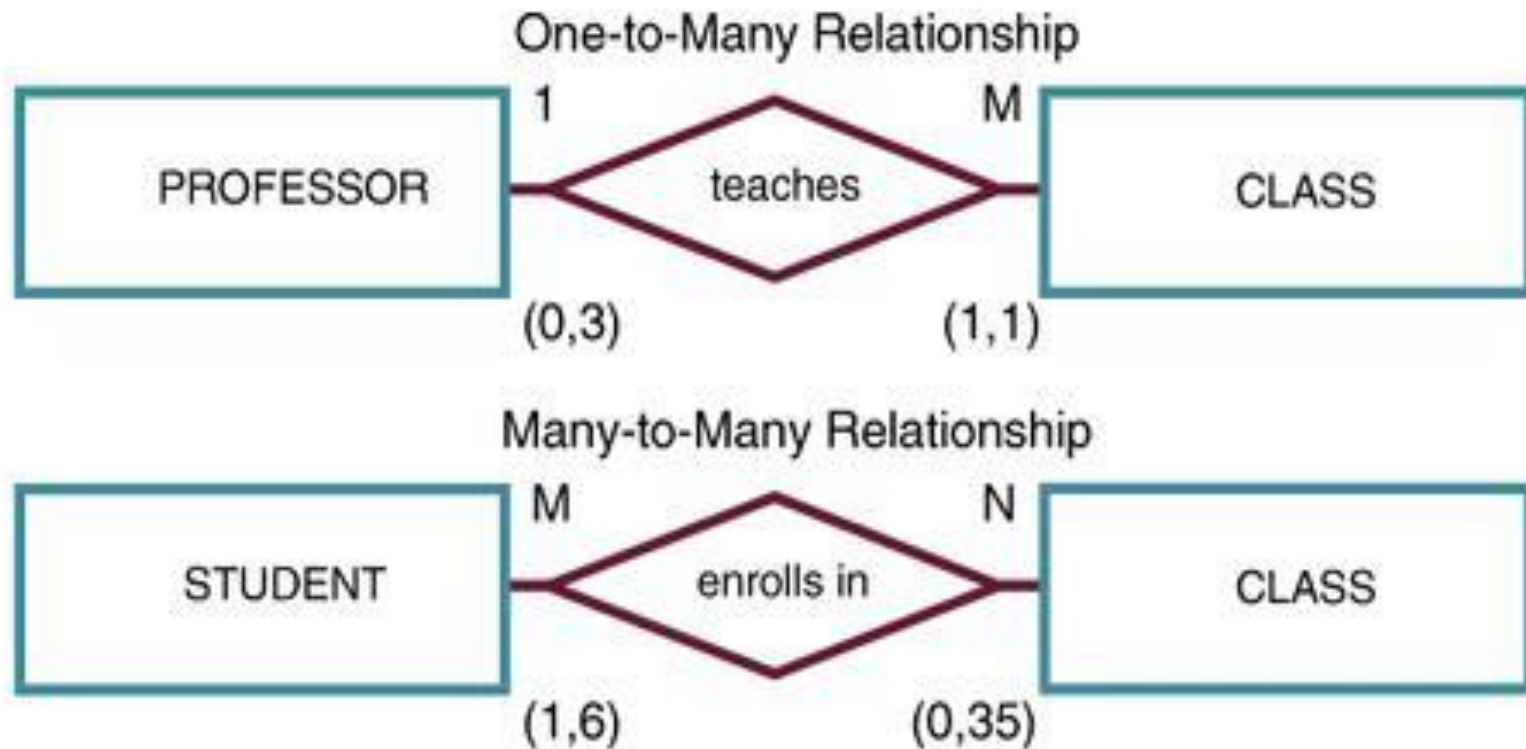 One-to-Many Relationship
1 M
PROFESSOR teaches CLASS
(0,3) (1,1)
Many-to-Many Relationship
M N
STUDENT enrolls in CLASS
(1,6) (0,35)